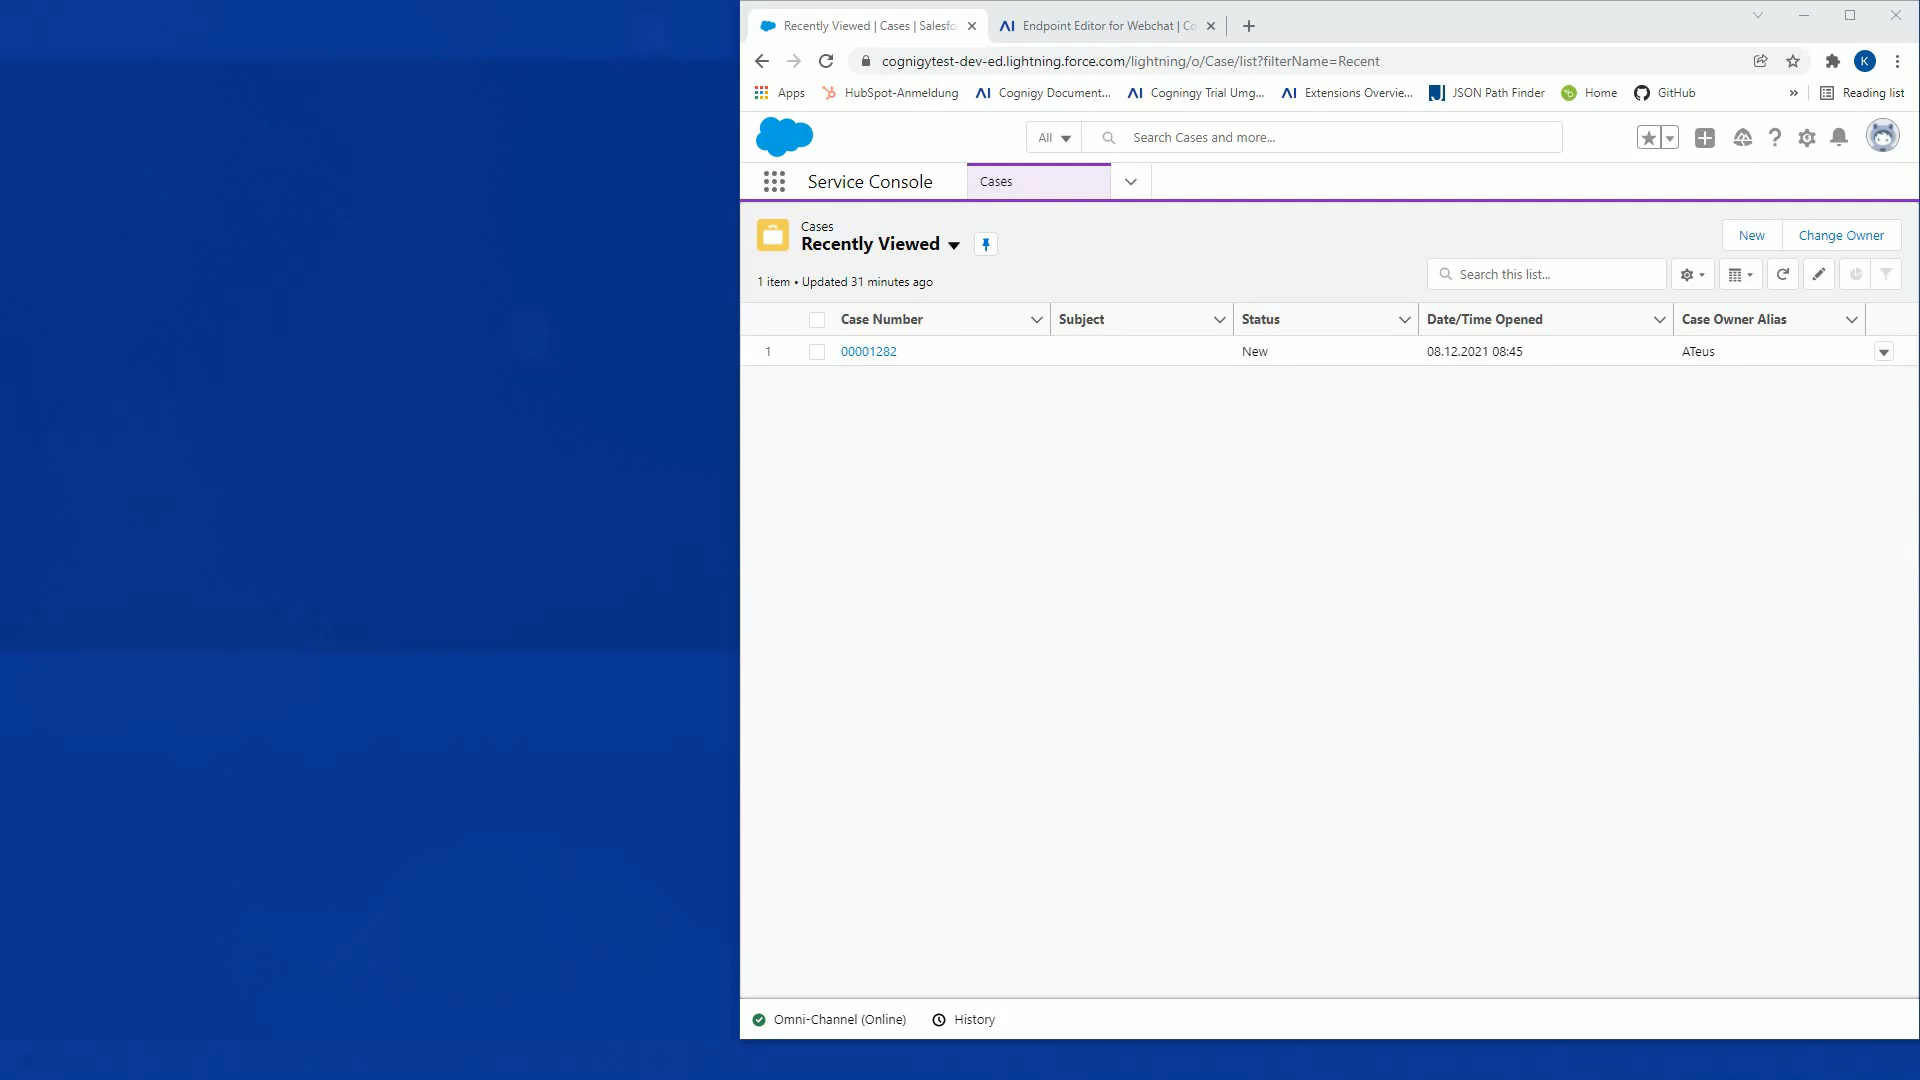 Recently Viewed | Cases | Salesfo
Endpoint Editor for Webchat | Co
cognigytest-dev-ed.lightning.force.com/lightning/o/Case/list?filterName=Recent
K
Apps
HubSpot-Anmeldung
Cognigy Document...
Cogningy Trial Umg...
Extensions Overvie...
JSON Path Finder
Home
GitHub
»
Reading list
All
Search Cases and more...
Service Console
Cases
Cases
Recently Viewed
New
Change Owner
1 item • Updated 31 minutes ago
Search this list...
Case Number
Subject
Status
Date/Time Opened
Case Owner Alias
1
00001282
New
08.12.2021 08:45
ATeus
Omni-Channel (Online)
History